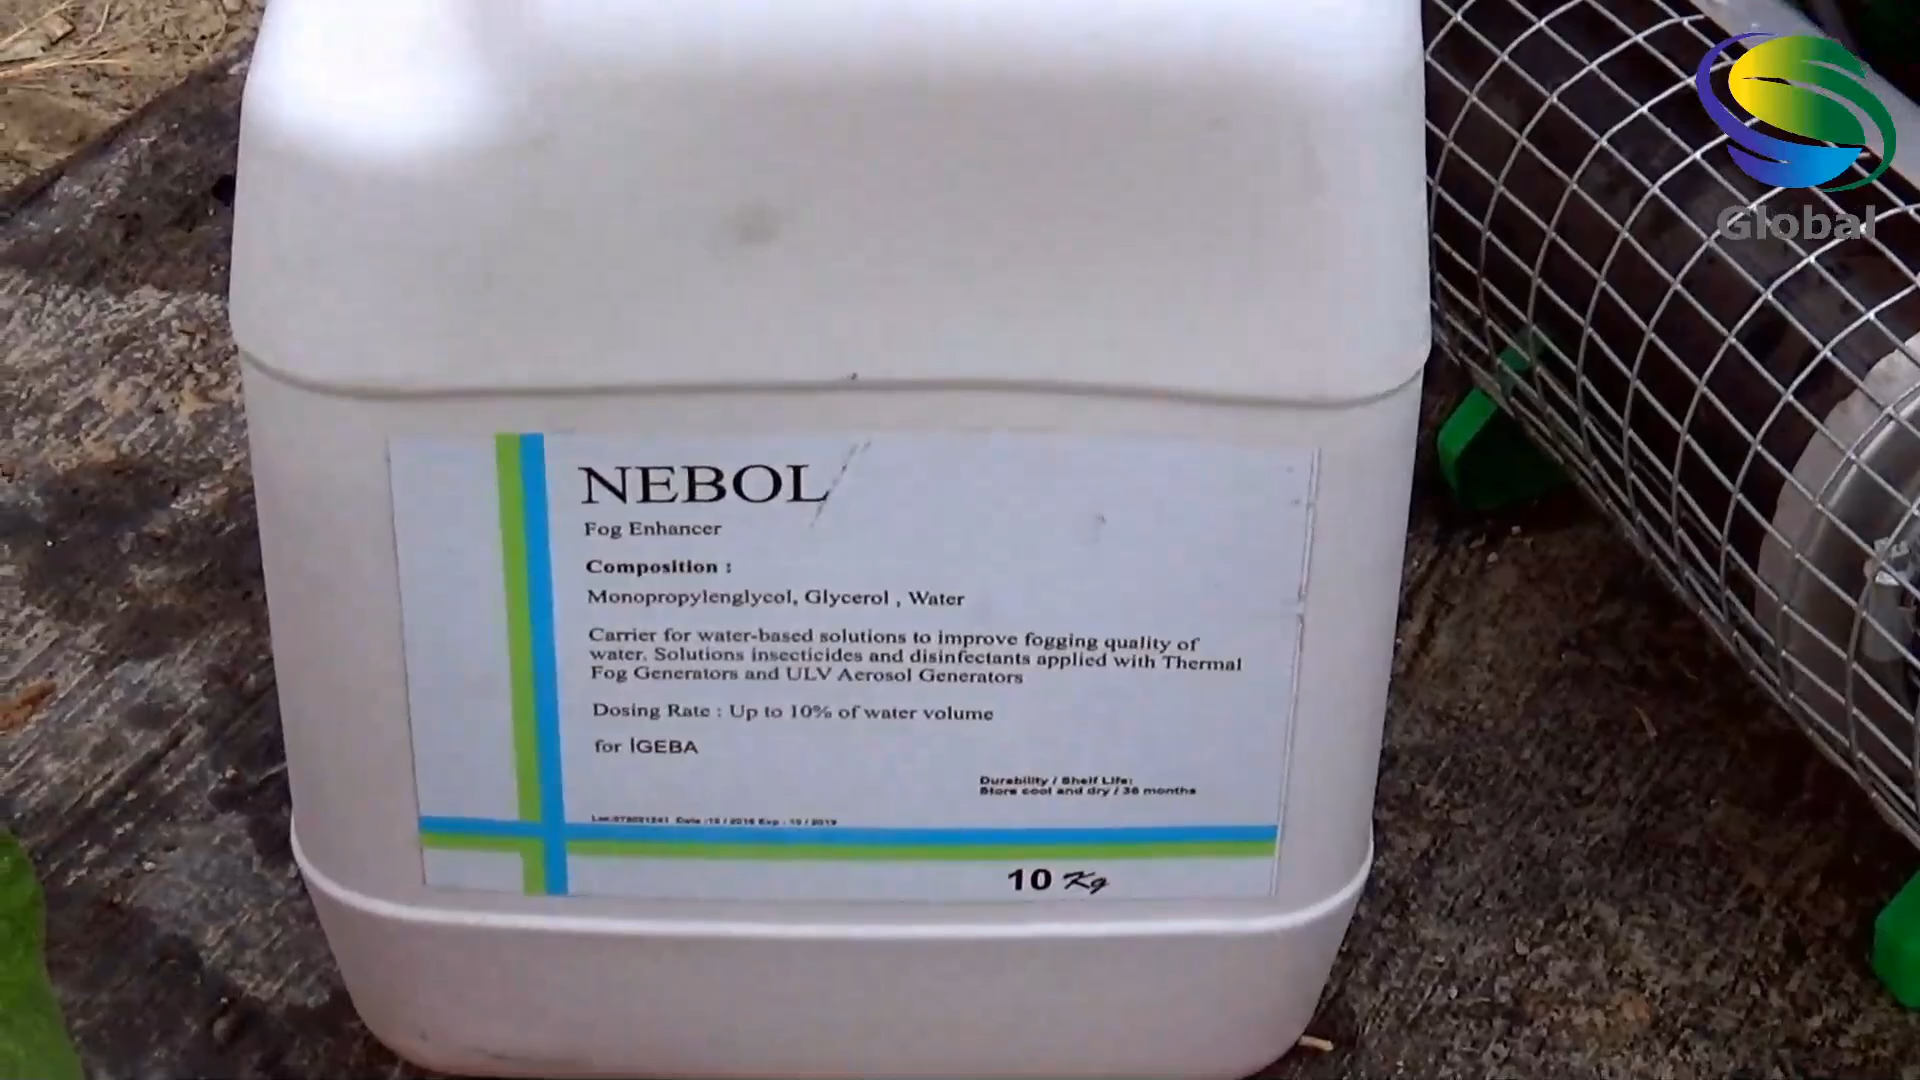 Global
NEBOL
Fog Enhancer
Composition :
Monopropylenglycol, Glycerol , Water
Carrier for water-based solutions to improve fogging quality of
water. Solutions insecticides and disinfectants applied with Thermal
Fog Generators and ULV Aerosol Generators
Dosing Rate : Up to 10% of water volume
for IGEBA
Durability / Shelf Life:
Store cool and dry / 36 months
10 Kg